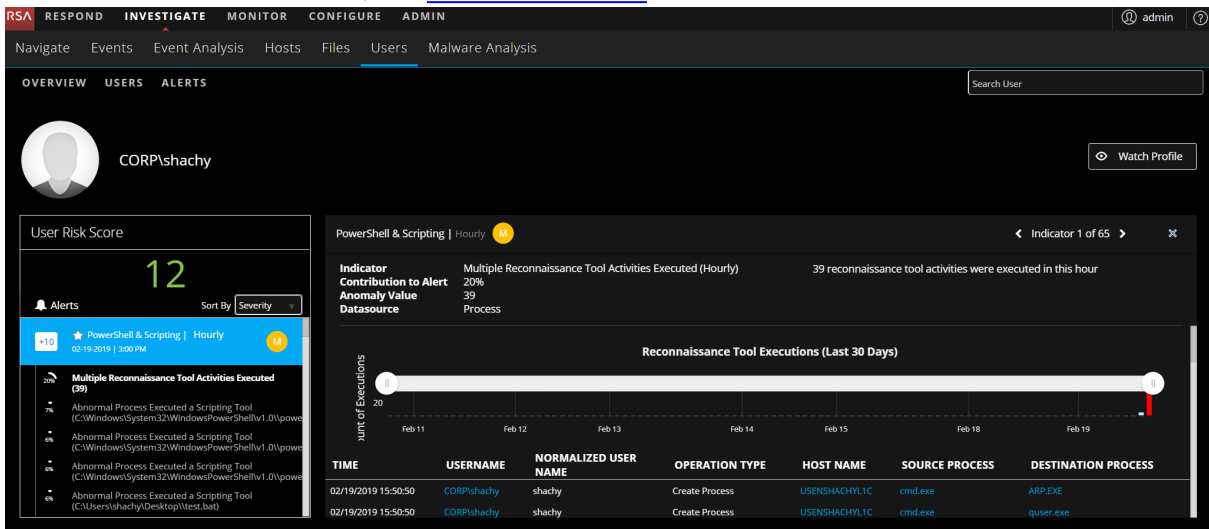 RSA RESPOND INVESTIGATE MONITOR CONFIGURE ADMIN admin ?
Navigate Events Event Analysis Hosts Files Users Malware Analysis
OVERVIEW USERS ALERTS Search User
CORP\shachy
Watch Profile
User Risk Score
12
Alerts Sort By Severity
+10 PowerShell & Scripting | Hourly M
02-19-2019 | 3:00 PM
20% Multiple Reconnaissance Tool Activities Executed
(39)
7% Abnormal Process Executed a Scripting Tool
(C:\Windows\System32\WindowsPowerShell\v1.0\\powe
6% Abnormal Process Executed a Scripting Tool
(C:\Windows\System32\WindowsPowerShell\v1.0\\powe
6% Abnormal Process Executed a Scripting Tool
(C:\Windows\System32\WindowsPowerShell\v1.0\\powe
6% Abnormal Process Executed a Scripting Tool
(C:\Users\shachy\Desktop\\test.bat)
PowerShell & Scripting | Hourly M Indicator 1 of 65
Indicator Multiple Reconnaissance Tool Activities Executed (Hourly) 39 reconnaissance tool activities were executed in this hour
Contribution to Alert 20%
Anomaly Value 39
Datasource Process
Reconnaissance Tool Executions (Last 30 Days)
ount of Executions
20
Feb 11 Feb 12 Feb 13 Feb 14 Feb 15 Feb 18 Feb 19
TIME USERNAME NORMALIZED USER NAME OPERATION TYPE HOST NAME SOURCE PROCESS DESTINATION PROCESS
02/19/2019 15:50:50 CORP\shachy shachy Create Process USENSHACHYL1C cmd.exe ARP.EXE
02/19/2019 15:50:50 CORP\shachy shachy Create Process USENSHACHYL1C cmd.exe quser.exe